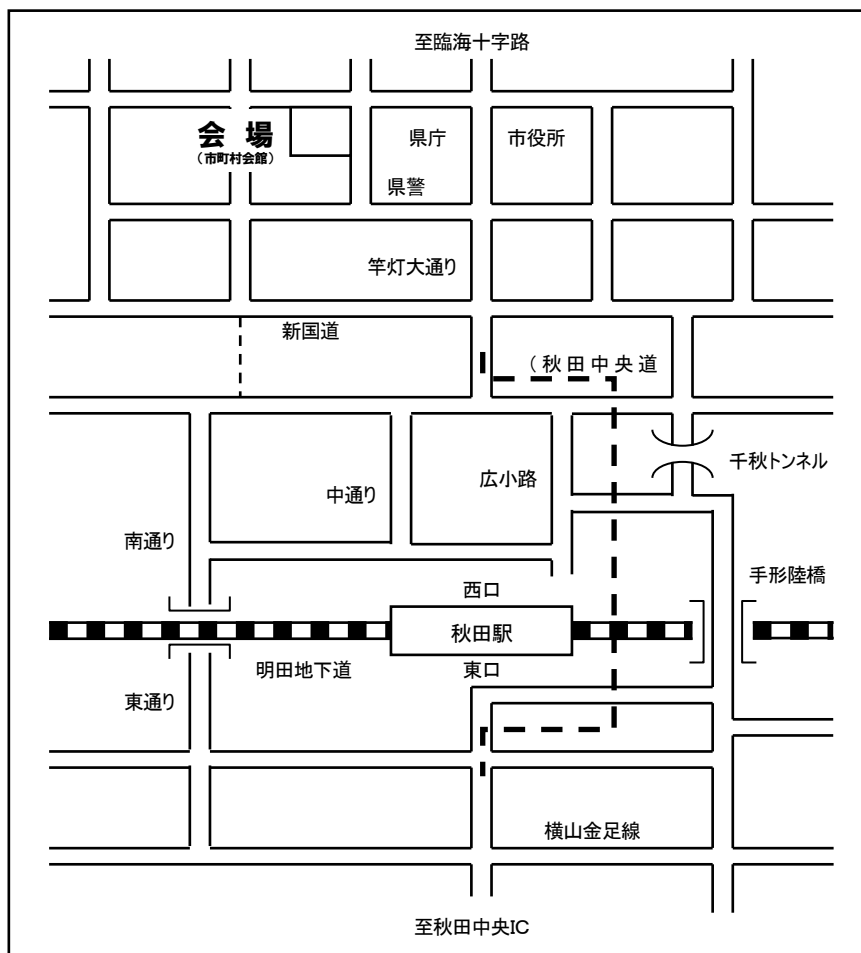 至臨海十字路
会 場
（市町村会館）
県庁
市役所
県警
竿灯大通り
新国道
（秋田中央道
千秋トンネル
広小路
中通り
南通り
手形陸橋
西口
秋田駅
明田地下道
東口
東通り
横山金足線
至秋田中央IC